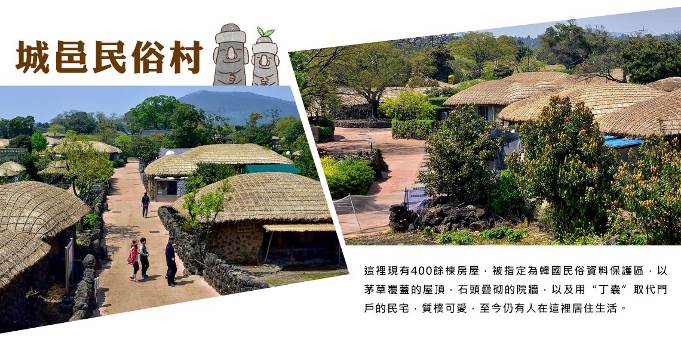 城邑民俗村
這裡現有400餘棟房屋，被指定為韓國民俗資料保護區，以
茅草覆蓋的屋頂，石頭疊砌的院牆，以及用“丁囊”取代門
戶的民宅，質樸可愛，至今仍有人在這裡居住生活。